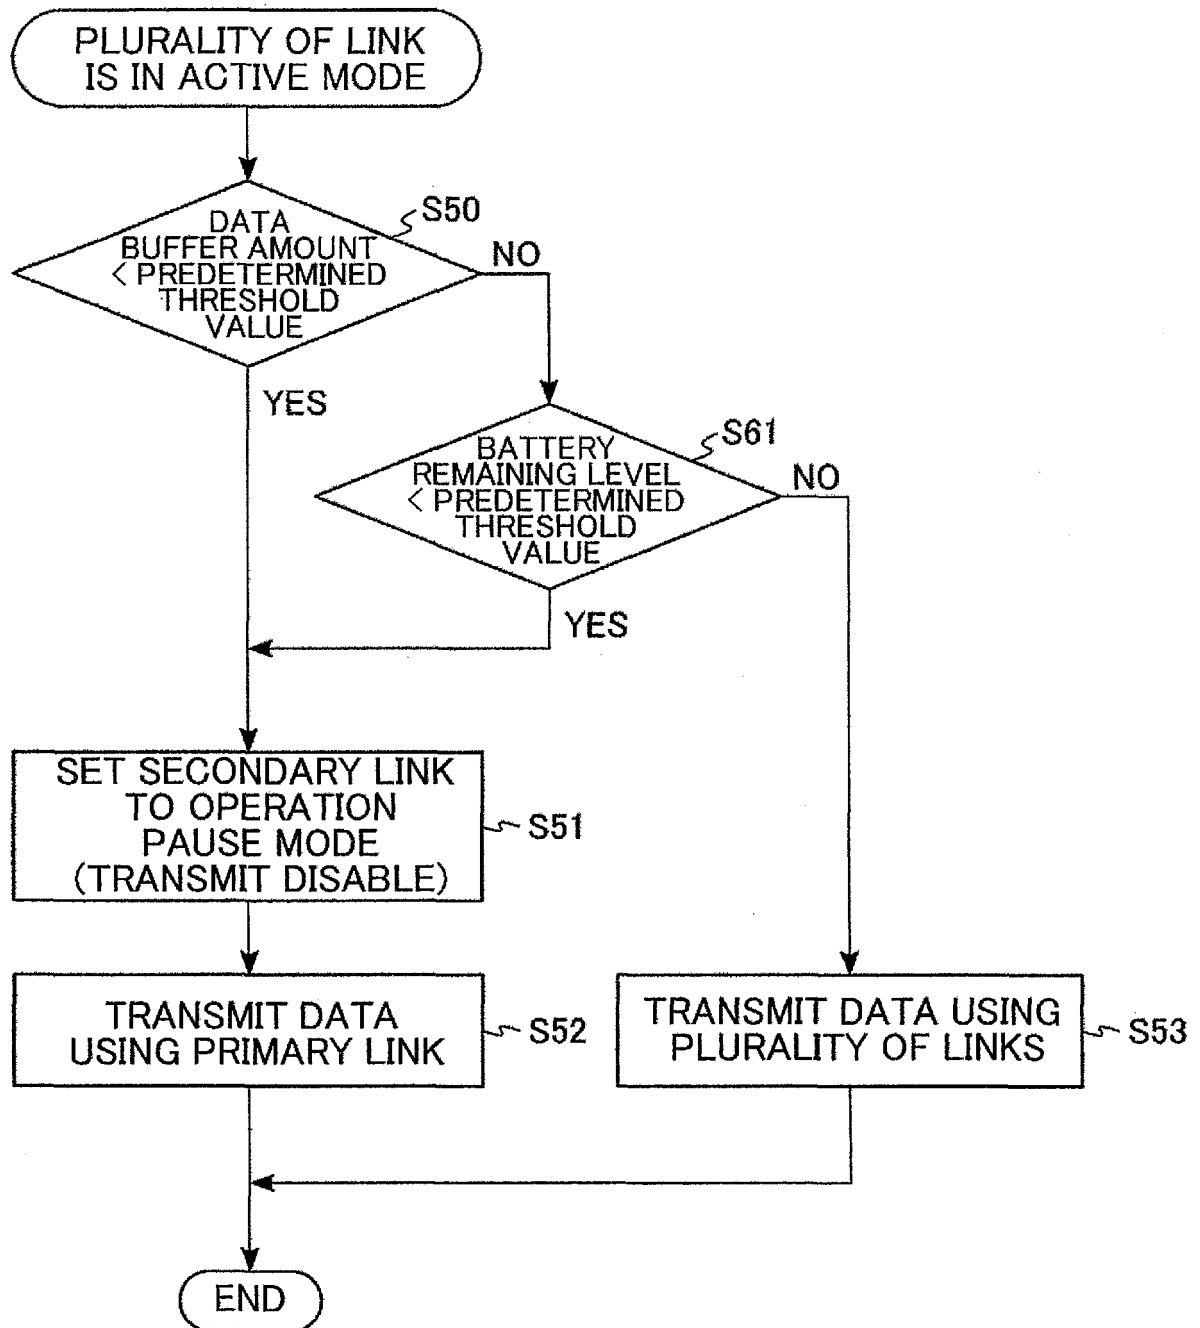 PLURALITY OF LINK
IS IN ACTIVE MODE
S50
DATA
BUFFER AMOUNT
< PREDETERMINED
THRESHOLD
VALUE
NO
YES
S61
BATTERY
REMAINING LEVEL
< PREDETERMINED
THRESHOLD
VALUE
NO
YES
SET SECONDARY LINK
TO OPERATION
PAUSE MODE
(TRANSMIT DISABLE)
S51
TRANSMIT DATA
USING PRIMARY LINK
S52
TRANSMIT DATA USING
PLURALITY OF LINKS
S53
END